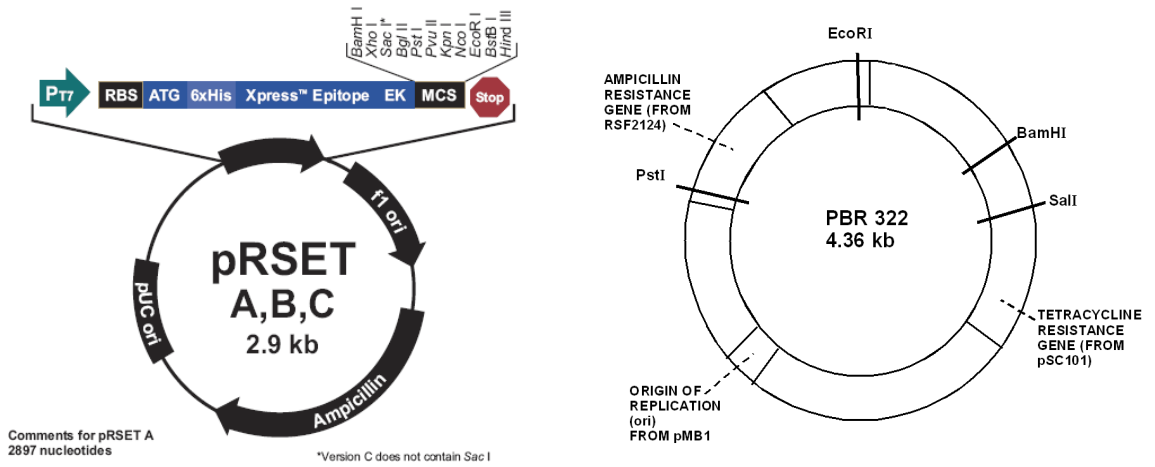 BamH I
Xho I
Sac I*
Bgl II
Pst I
Pvu II
Kpn I
Nco I
EcoR I
BstB I
Hind III
PT7
RBS
ATG
6xHis
Xpress™ Epitope
EK
MCS
Stop
f1 ori
pRSET
A,B,C
2.9 kb
pUC ori
Ampicillin
Comments for pRSET A
2897 nucleotides
*Version C does not contain Sac I
EcoRI
AMPICILLIN
RESISTANCE
GENE (FROM
RSF2124)
BamHI
PstI
SalI
PBR 322
4.36 kb
TETRACYCLINE
RESISTANCE
GENE (FROM
pSC101)
ORIGIN OF
REPLICATION
(ori)
FROM pMB1